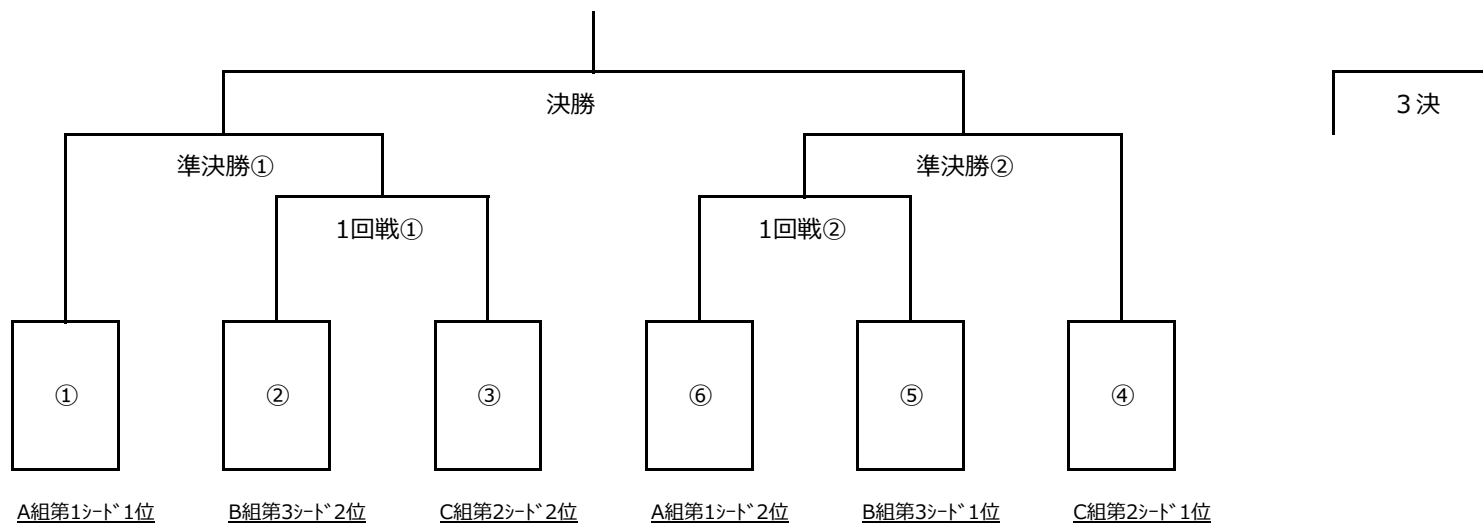 決勝
３決
準決勝①
準決勝②
1回戦①
1回戦②
①
②
③
⑥
⑤
④
A組第1ｼｰﾄﾞ1位
B組第3ｼｰﾄﾞ2位
C組第2ｼｰﾄﾞ2位
A組第1ｼｰﾄﾞ2位
B組第3ｼｰﾄﾞ1位
C組第2ｼｰﾄﾞ1位